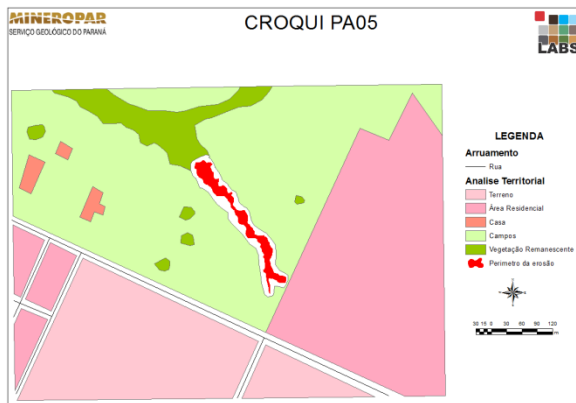 MINEROPAR
SERVIÇO GEOLÓGICO DO PARANÁ
CROQUI PA05
LABS
LEGENDA
Arruamento
Rua
Analise Territorial
Terreno
Área Residencial
Casa
Campos
Vegetação Remanescente
Perimetro da erosão
30 15 0 30 60 90 120
m